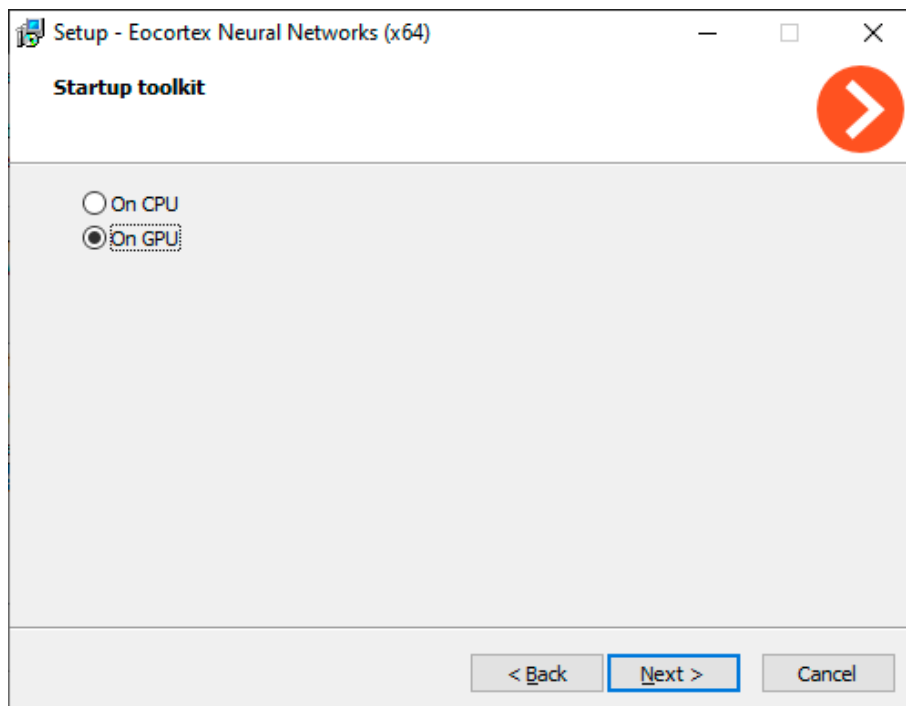 Setup - Eocortex Neural Networks (x64)
Startup toolkit
On CPU
On GPU
< Back
Next >
Cancel